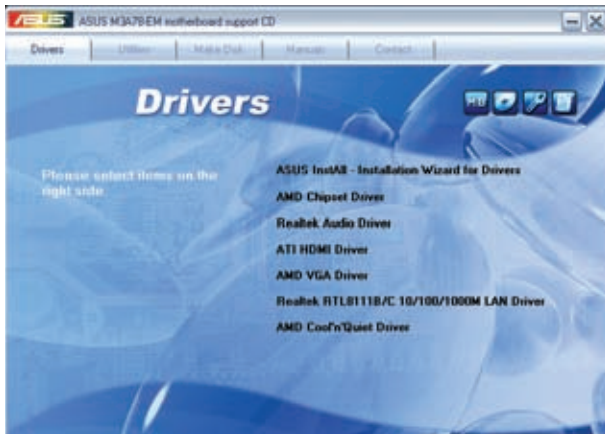 ASUS
ASUS M3A78-EM motherboard support CD
Drivers
Utilities
Make Disk
Manuals
Contact
Drivers
Please select items on the
right side
ASUS InstAll - Installation Wizard for Drivers
AMD Chipset Driver
Realtek Audio Driver
ATI HDMI Driver
AMD VGA Driver
Realtek RTL8111B/C 10/100/1000M LAN Driver
AMD Cool'n'Quiet Driver